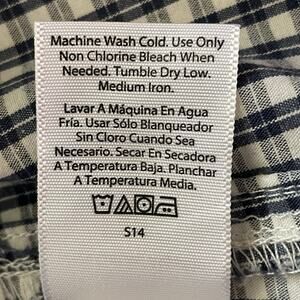 Machine Wash Cold. Use Only
Non Chlorine Bleach When
Needed. Tumble Dry Low.
Medium Iron.
Lavar A Máquina En Agua
Fría. Usar Sólo Blanqueador
Sin Cloro Cuando Sea
Necesario. Secar En Secadora
A Temperatura Baja. Planchar
A Temperatura Media.
S14